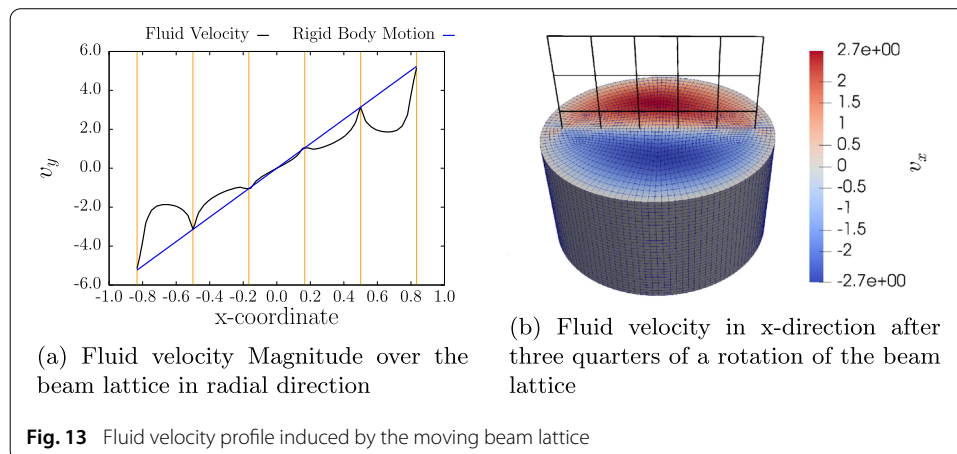 Fluid Velocity
Rigid Body Motion
6.0
4.0
2.0
0.0
-2.0
-4.0
-6.0
v_y
-1.0 -0.8 -0.6 -0.4 -0.2 0.0 0.2 0.4 0.6 0.8 1.0
x-coordinate
(a) Fluid velocity Magnitude over the
beam lattice in radial direction
2.7e+00
2
1.5
1
0.5
0
-0.5
-1
-1.5
-2
-2.7e+00
v_x
(b) Fluid velocity in x-direction after
three quarters of a rotation of the beam
lattice
Fig. 13 Fluid velocity profile induced by the moving beam lattice